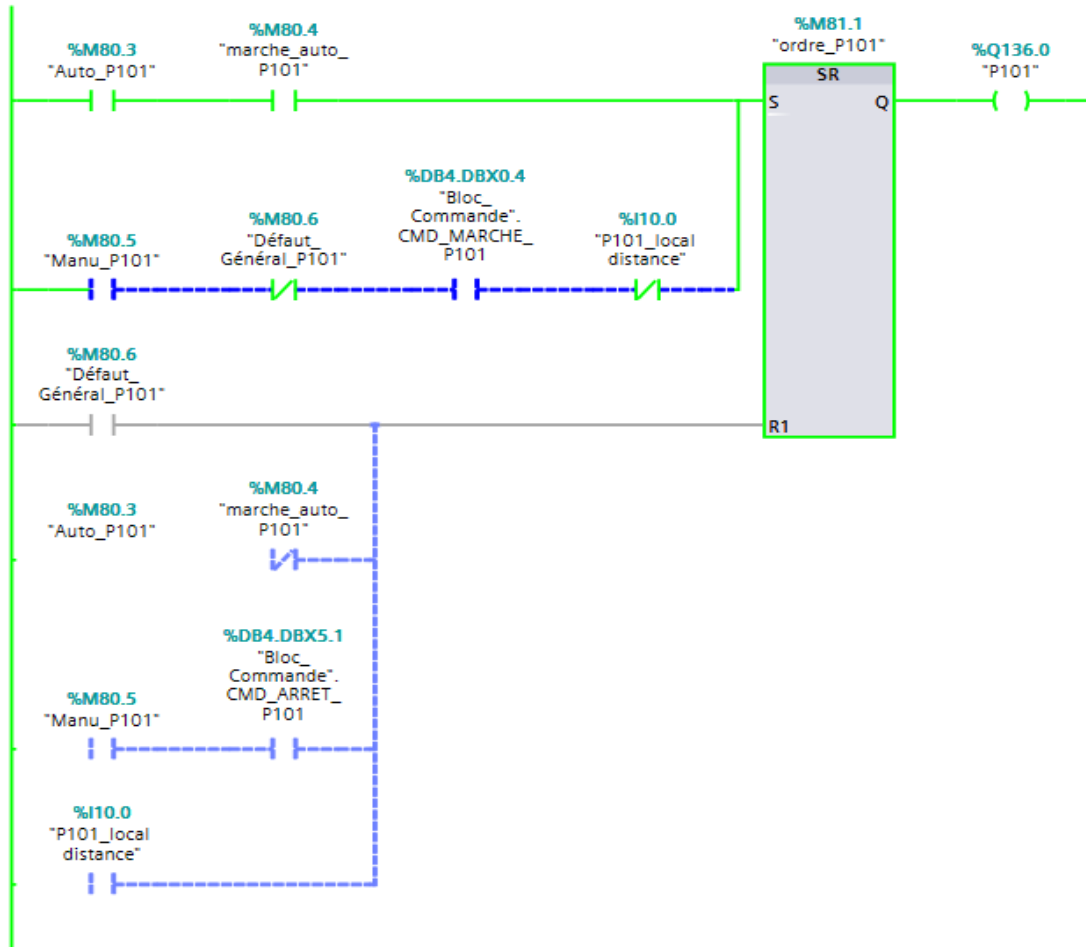 %M80.3
"Auto_P101"
%M80.4
"marche_auto_
P101"
%M81.1
"ordre_P101"
SR
S
Q
R1
%Q136.0
"P101"
%M80.5
"Manu_P101"
%M80.6
"Défaut_
Général_P101"
%DB4.DBX0.4
"Bloc_
Commande".
CMD_MARCHE_
P101
%I10.0
"P101_local
distance"
%M80.6
"Défaut_
Général_P101"
%M80.3
"Auto_P101"
%M80.4
"marche_auto_
P101"
%M80.5
"Manu_P101"
%DB4.DBX5.1
"Bloc_
Commande".
CMD_ARRET_
P101
%I10.0
"P101_local
distance"